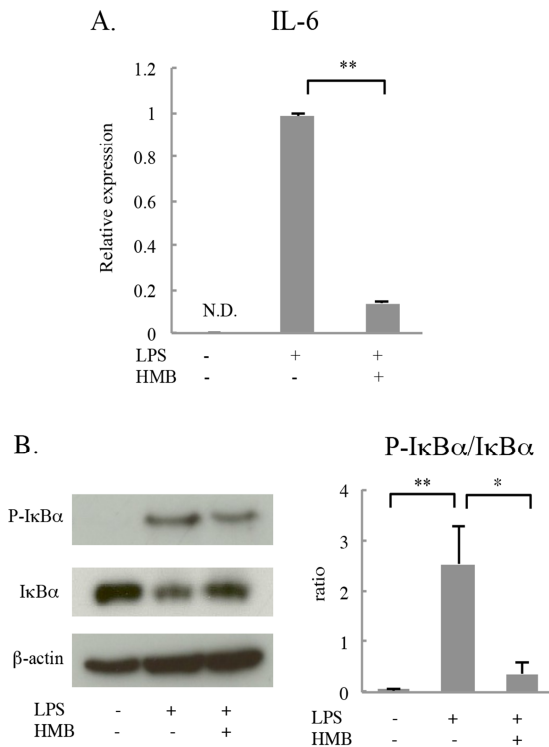 A. IL-6
**
1.2
1
0.8
0.6
0.4
0.2
0
Relative expression
N.D.
LPS - + +
HMB - - +
B.
P-IκBα/IκBα
P-IκBα
IκBα
β-actin
LPS - + +
HMB - - +
** *
4
3
2
1
0
ratio
LPS - + +
HMB - - +